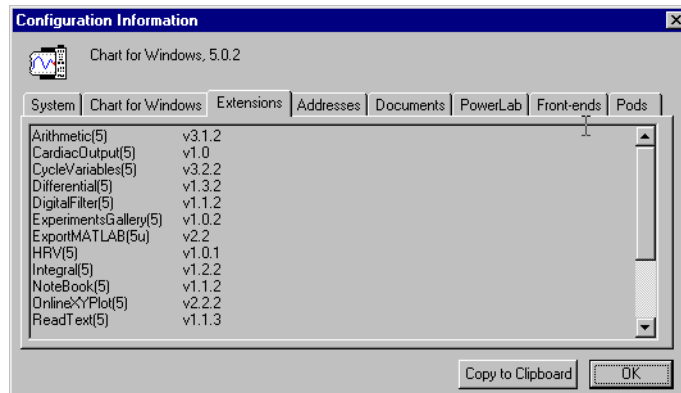 Configuration Information
Chart for Windows, 5.0.2
System Chart for Windows Extensions Addresses Documents PowerLab Front-ends Pods
Arithmetic(5) v3.1.2
CardiacOutput(5) v1.0
CycleVariables(5) v3.2.2
Differential(5) v1.3.2
DigitalFilter(5) v1.1.2
ExperimentsGallery(5) v1.0.2
ExportMATLAB(5u) v2.2
HRV(5) v1.0.1
Integral(5) v1.2.2
NoteBook(5) v1.1.2
OnlineXYPlot(5) v2.2.2
ReadText(5) v1.1.3
Copy to Clipboard OK